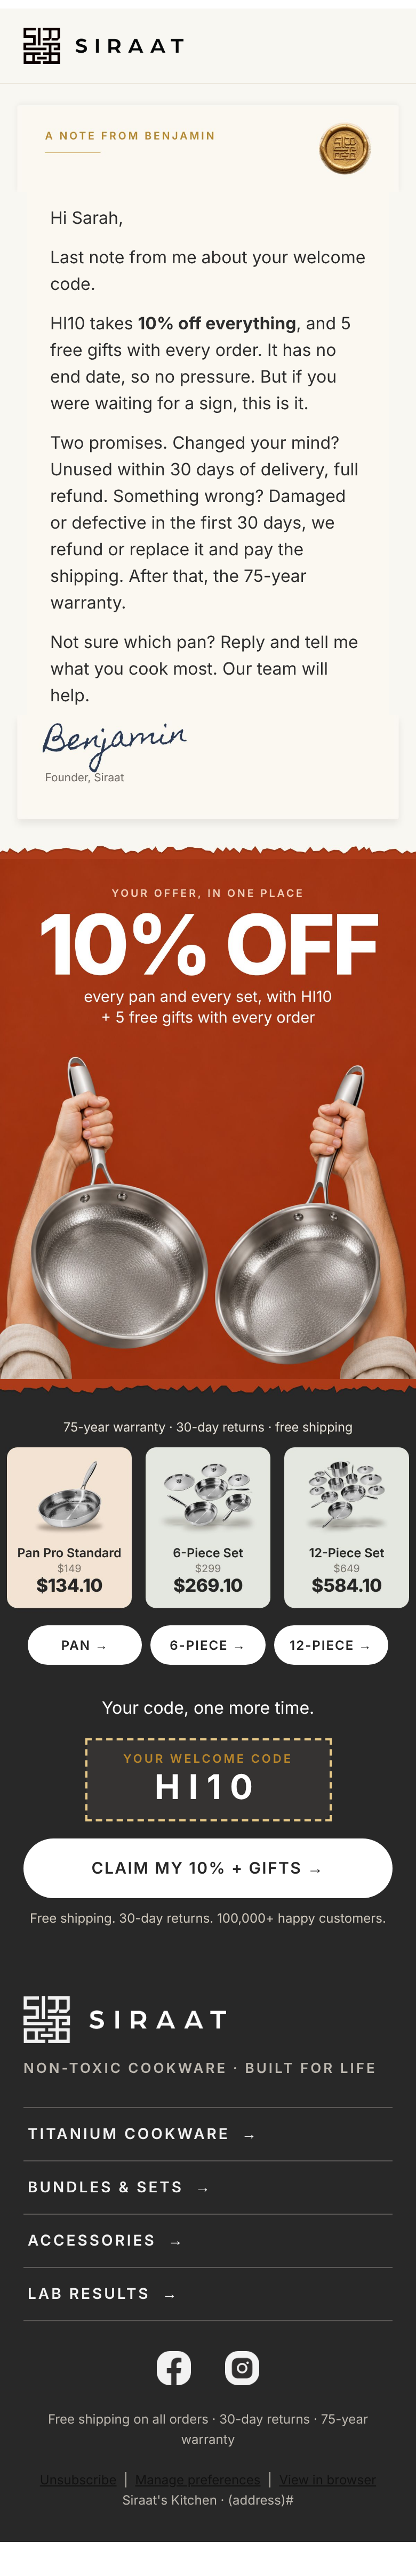 SIRAAT
A NOTE FROM BENJAMIN
Hi Sarah,
Last note from me about your welcome
code.
HI10 takes 10% off everything, and 5
free gifts with every order. It has no
end date, so no pressure. But if you
were waiting for a sign, this is it.
Two promises. Changed your mind?
Unused within 30 days of delivery, full
refund. Something wrong? Damaged
or defective in the first 30 days, we
refund or replace it and pay the
shipping. After that, the 75-year
warranty.
Not sure which pan? Reply and tell me
what you cook most. Our team will
help.
Benjamin
Founder, Siraat
YOUR OFFER, IN ONE PLACE
10% OFF
every pan and every set, with HI10
+ 5 free gifts with every order
75-year warranty · 30-day returns · free shipping
Pan Pro Standard
$149
$134.10
6-Piece Set
$299
$269.10
12-Piece Set
$649
$584.10
PAN →
6-PIECE →
12-PIECE →
Your code, one more time.
YOUR WELCOME CODE
HI10
CLAIM MY 10% + GIFTS →
Free shipping. 30-day returns. 100,000+ happy customers.
SIRAAT
NON-TOXIC COOKWARE · BUILT FOR LIFE
TITANIUM COOKWARE →
BUNDLES & SETS →
ACCESSORIES →
LAB RESULTS →
Free shipping on all orders · 30-day returns · 75-year
warranty
Unsubscribe | Manage preferences | View in browser
Siraat's Kitchen · (address)#